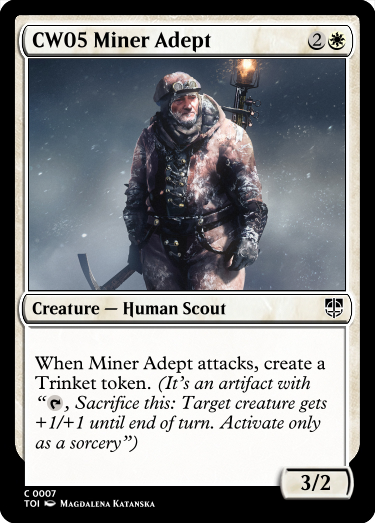 CW05 Miner Adept 2
Creature — Human Scout
When Miner Adept attacks, create a
Trinket token. (It's an artifact with
“, Sacrifice this: Target creature gets
+1/+1 until end of turn. Activate only
as a sorcery”)
3/2
C 0007
TOI Magdalena Katanska